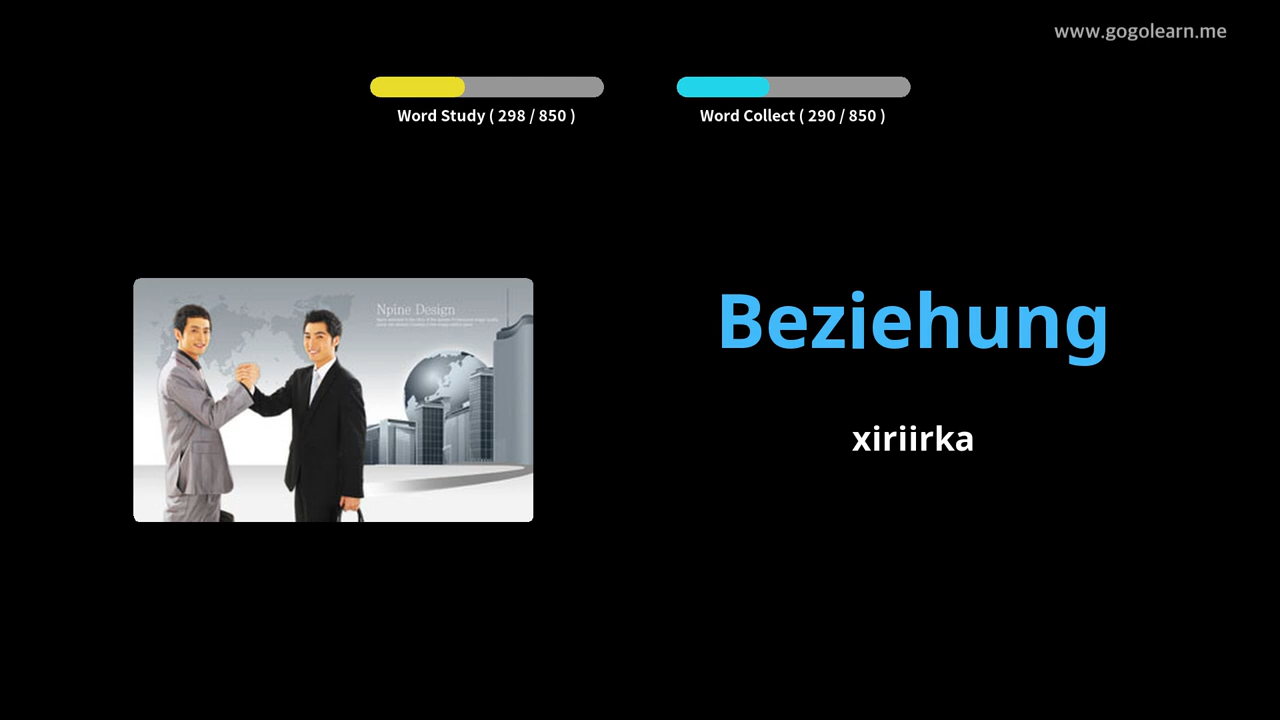 www.gogolearn.me
Word Study ( 298 / 850 )
Word Collect ( 290 / 850 )
Npine Design
Beziehung
xiriirka